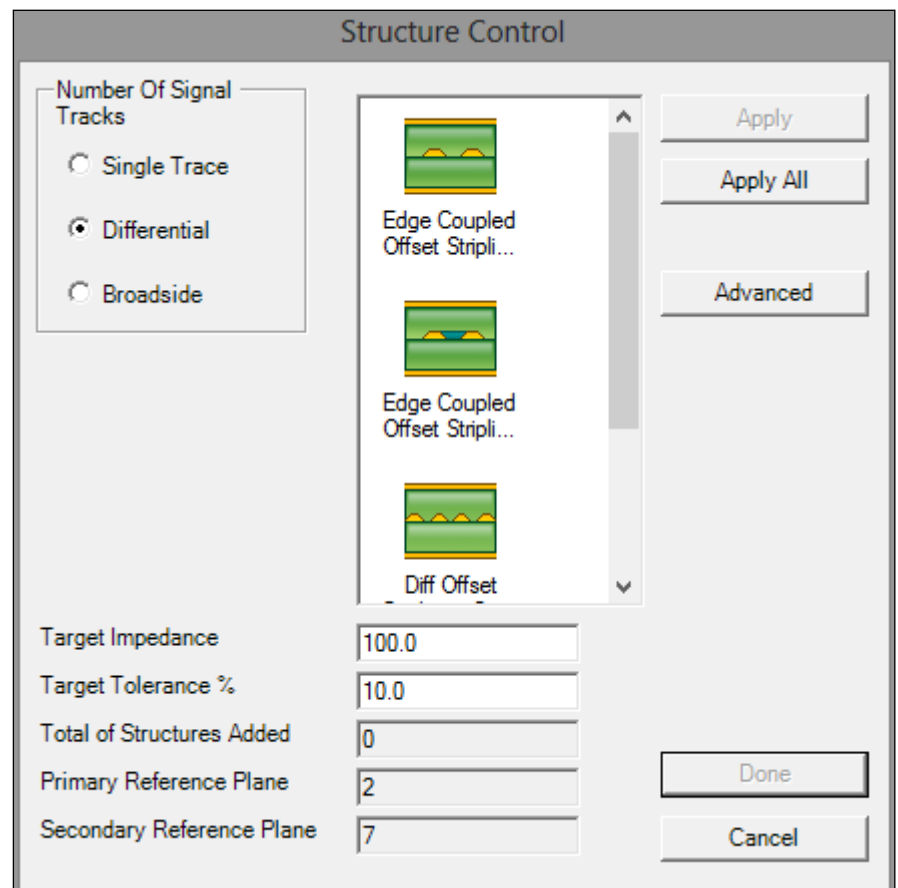 Structure Control
Number Of Signal
Tracks
Single Trace
Differential
Broadside
Edge Coupled
Offset Stripli...
Edge Coupled
Offset Stripli...
Diff Offset
Apply
Apply All
Advanced
Target Impedance
100.0
Target Tolerance %
10.0
Total of Structures Added
0
Primary Reference Plane
2
Secondary Reference Plane
7
Done
Cancel